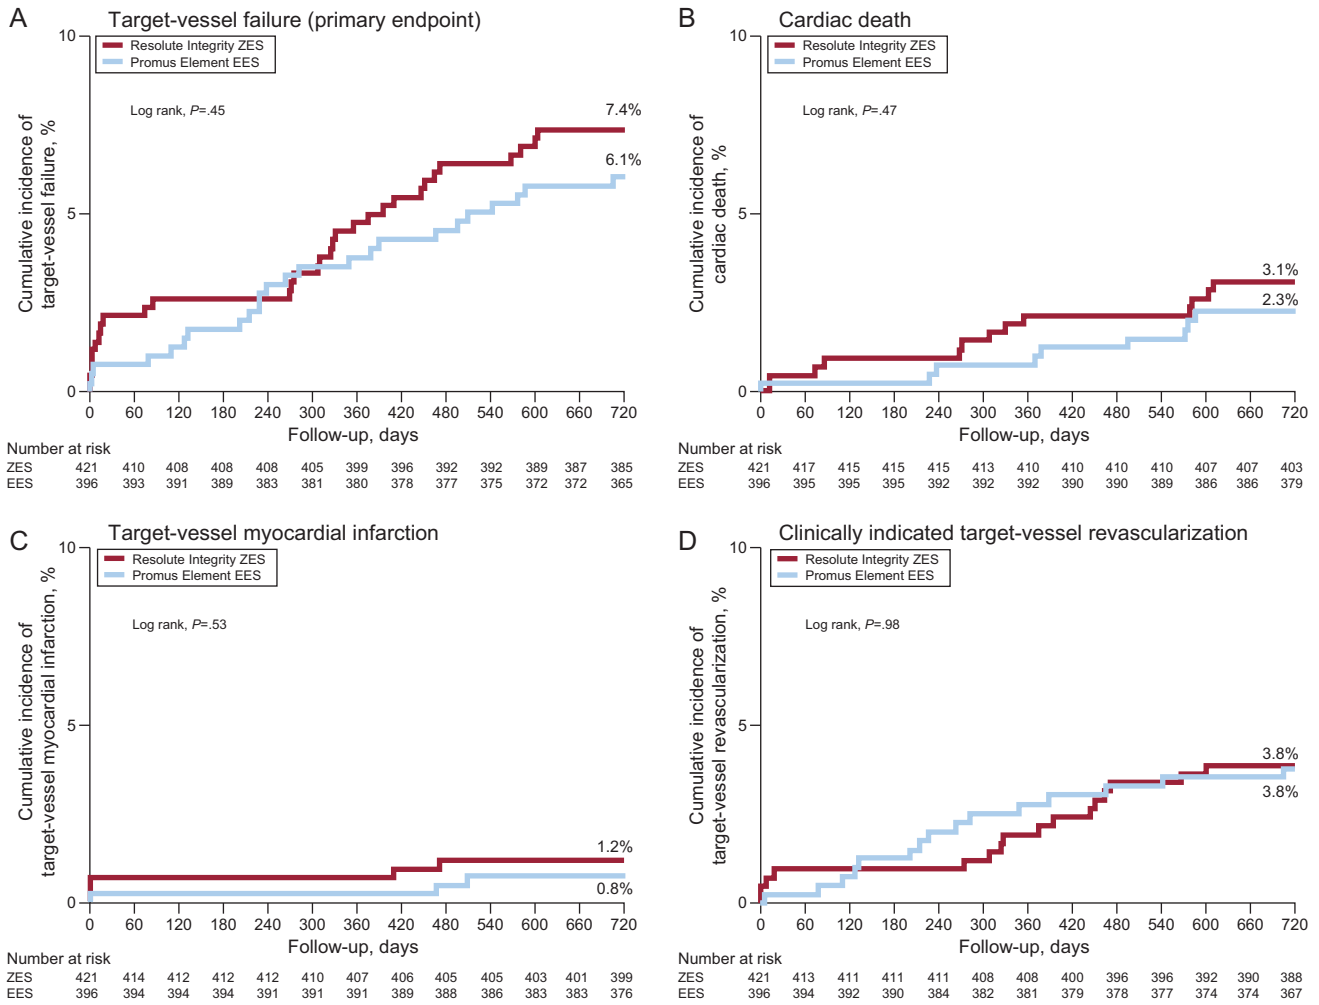 A Target-vessel failure (primary endpoint)
10
Resolute Integrity ZES
Promus Element EES
Log rank, P=.45
7.4%
6.1%
Cumulative incidence of
target-vessel failure, %
5
0
0 60 120 180 240 300 360 420 480 540 600 660 720
Follow-up, days
Number at risk
ZES 421 410 408 408 408 405 399 396 392 392 389 387 385
EES 396 393 391 389 383 381 380 378 377 375 372 372 365
B Cardiac death
10
Resolute Integrity ZES
Promus Element EES
Log rank, P=.47
Cumulative incidence of
cardiac death, %
5
3.1%
2.3%
0
0 60 120 180 240 300 360 420 480 540 600 660 720
Follow-up, days
Number at risk
ZES 421 417 415 415 415 413 410 410 410 410 407 407 403
EES 396 395 395 395 392 392 392 390 390 389 386 386 379
C Target-vessel myocardial infarction
10
Resolute Integrity ZES
Promus Element EES
Log rank, P=.53
Cumulative incidence of
target-vessel myocardial infarction, %
5
1.2%
0.8%
0
0 60 120 180 240 300 360 420 480 540 600 660 720
Follow-up, days
Number at risk
ZES 421 414 412 412 412 410 407 406 405 405 403 401 399
EES 396 394 394 394 391 391 391 389 388 386 383 383 376
D Clinically indicated target-vessel revascularization
10
Resolute Integrity ZES
Promus Element EES
Log rank, P=.98
Cumulative incidence of
target-vessel revascularization, %
5
3.8%
3.8%
0
0 60 120 180 240 300 360 420 480 540 600 660 720
Follow-up, days
Number at risk
ZES 421 413 411 411 411 408 408 400 396 396 392 390 388
EES 396 394 392 390 384 382 381 379 378 377 374 374 367